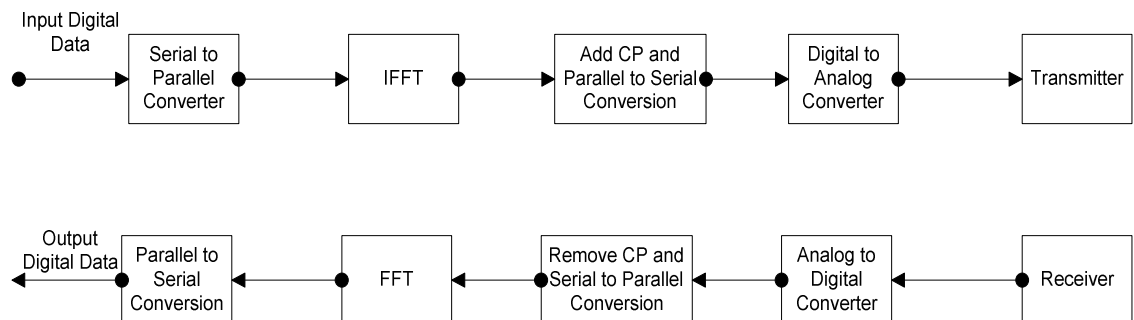 Input Digital
Data
Serial to
Parallel
Converter
IFFT
Add CP and
Parallel to Serial
Conversion
Digital to
Analog
Converter
Transmitter
Output
Digital Data
Parallel to
Serial
Conversion
FFT
Remove CP and
Serial to Parallel
Conversion
Analog to
Digital
Converter
Receiver